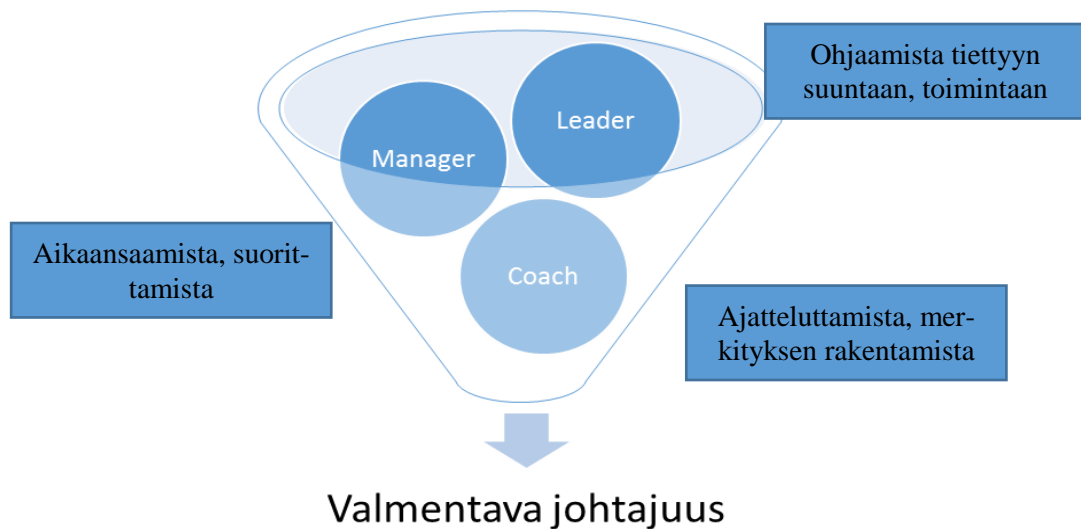 Ohjaamista tiettyyn
suuntaan, toimintaan
Leader
Manager
Aikaansaamista, suorit-
tamista
Coach
Ajatteluttamista, mer-
kityksen rakentamista
Valmentava johtajuus